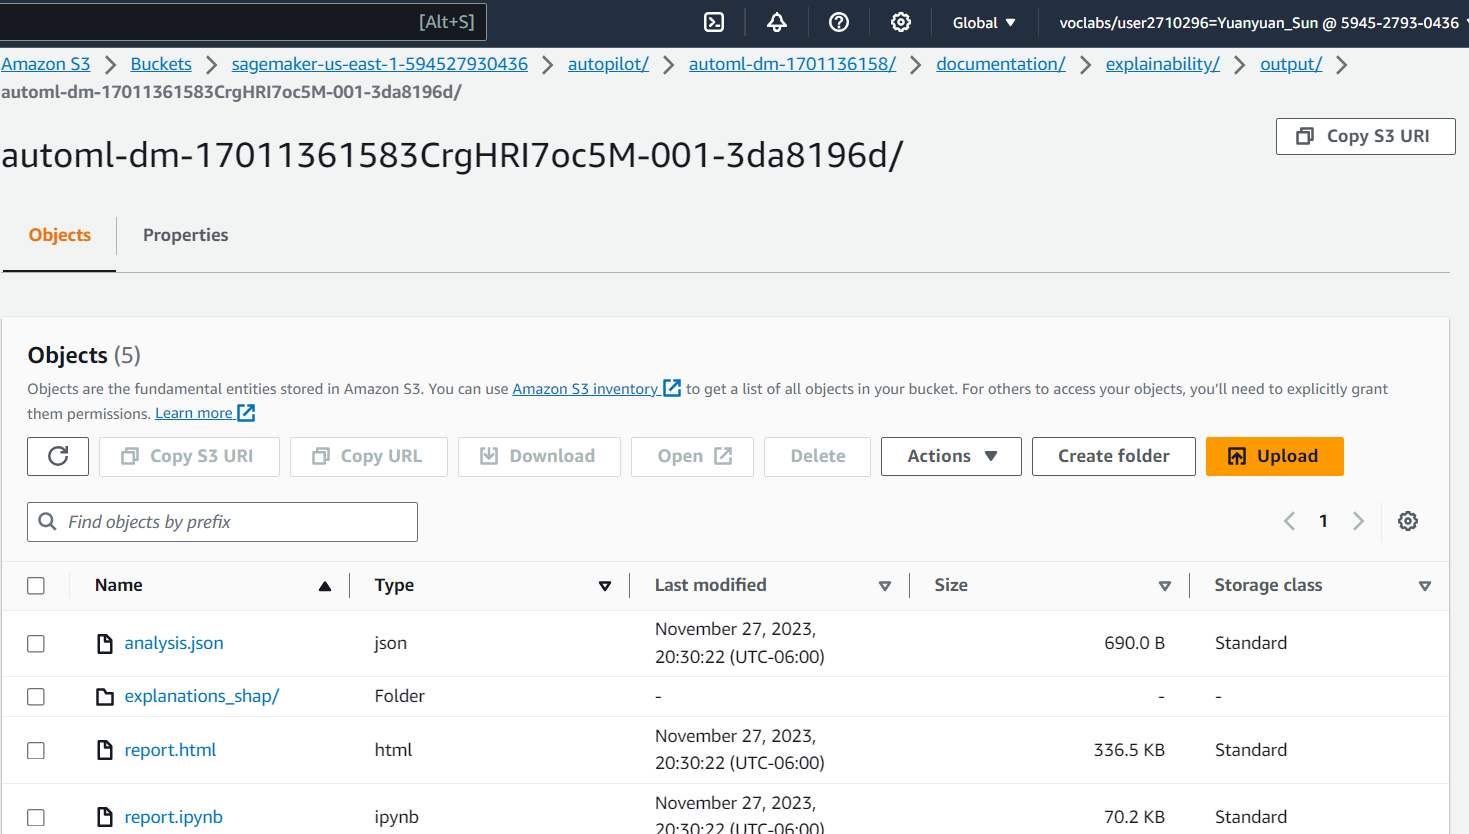 [Alt+S] Global voclabs/user2710296=Yuanyuan_Sun @ 5945-2793-0436
Amazon S3 Buckets sagemaker-us-east-1-594527930436 autopilot/ automl-dm-1701136158/ documentation/ explainability/ output/
automl-dm-17011361583CrgHRI7oc5M-001-3da8196d/
automl-dm-17011361583CrgHRI7oc5M-001-3da8196d/
Copy S3 URI
Objects Properties
Objects (5)
Objects are the fundamental entities stored in Amazon S3. You can use Amazon S3 inventory to get a list of all objects in your bucket. For others to access your objects, you'll need to explicitly grant
them permissions. Learn more
Copy S3 URI Copy URL Download Open Delete Actions Create folder Upload
Find objects by prefix 1
Name Type Last modified Size Storage class
analysis.json json November 27, 2023, 690.0 B Standard
20:30:22 (UTC-06:00)
explanations_shap/ Folder - - -
report.html html November 27, 2023, 336.5 KB Standard
20:30:22 (UTC-06:00)
report.ipynb ipynb November 27, 2023, 70.2 KB Standard
20:30:22 (UTC-06:00)